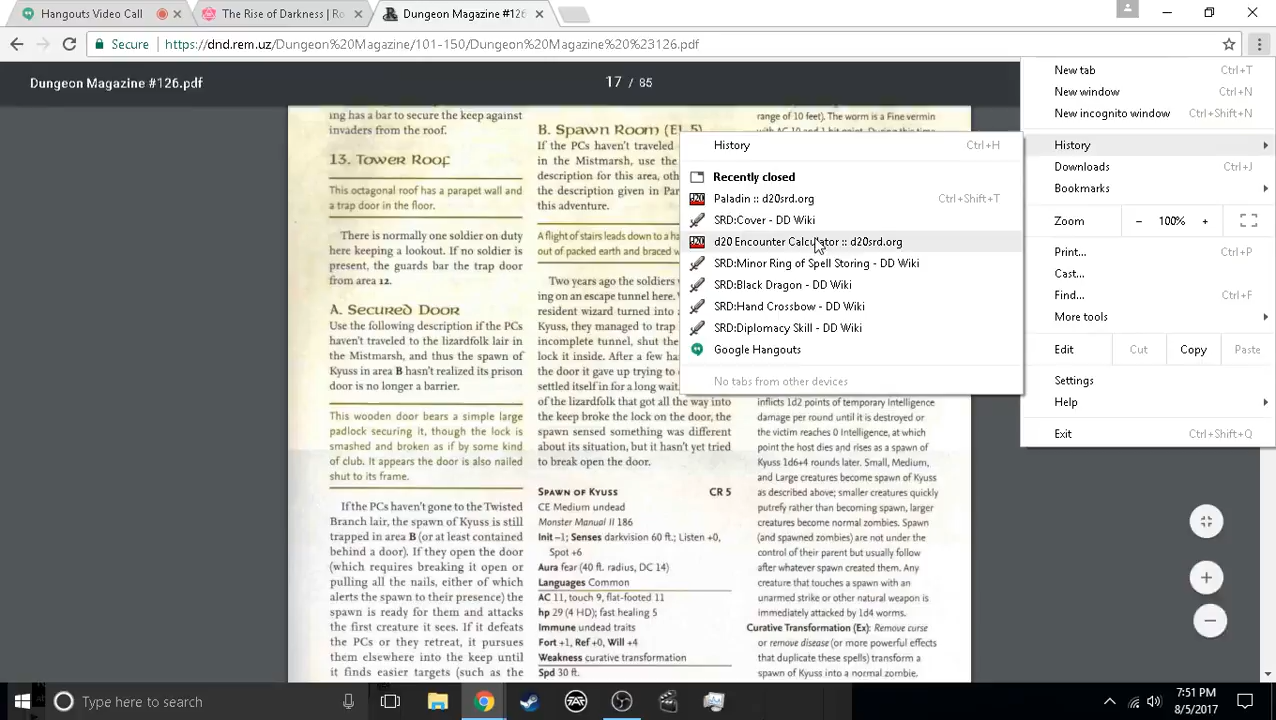 Hangouts Video Call
The Rise of Darkness | Ro
Dungeon Magazine #126
Secure
https://dnd.rem.uz/Dungeon%20Magazine/101-150/Dungeon%20Magazine%20%23126.pdf
Dungeon Magazine #126.pdf
17 / 85
ing has a bar to secure the keep against
invaders from the roof.
13. Tower Roof
This octagonal roof has a parapet wall and
a trap door in the floor.
There is normally one soldier on duty
here keeping a lookout. If no soldier is
present, the guards bar the trap door
from area 12.
A. Secured Door
Use the following description if the PCs
haven't traveled to the lizardfolk lair in
the Mistmarsh, and thus the spawn of
Kyuss in area B hasn't realized its prison
door is no longer a barrier.
This wooden door bears a simple large
padlock securing it, though the lock is
smashed and broken as if by some kind
of club. It appears the door is also nailed
shut to its frame.
If the PCs haven't gone to the Twisted
Branch lair, the spawn of Kyuss is still
trapped in area B (or at least contained
behind a door). If they open the door
(which requires breaking it open or
pulling all the nails, either of which
alerts the spawn to their presence) the
spawn is ready for them and attacks
the first creature it sees. If it defeats
the PCs or they retreat, it pursues
them elsewhere into the keep until
it finds easier targets (such as the
B. Spawn Room (EL 5)
If the PCs haven't traveled
in the Mistmarsh, use the
description for this area, oth
the description given in Par
this adventure.
A flight of stairs leads down to a ha
out of packed earth and braced w
Two years ago the soldiers w
ing on an escape tunnel here.
resident wizard turned into a
Kyuss, they managed to trap
incomplete tunnel, shut the
lock it inside. After a few ha
the door it gave up trying to
settled itself in for a long wait.
of the lizardfolk that got all the way into
the keep broke the lock on the door, the
spawn sensed something was different
about its situation, but it hasn't yet tried
to break open the door.
Spawn of Kyuss CR 5
CE Medium undead
Monster Manual II 186
Init –1; Senses darkvision 60 ft.; Listen +0,
Spot +6
Aura fear (40 ft. radius, DC 14)
Languages Common
AC 11, touch 9, flat-footed 11
hp 29 (4 HD); fast healing 5
Immune undead traits
Fort +1, Ref +0, Will +4
Weakness curative transformation
Spd 30 ft.
range of 10 feet). The worm is a Fine vermin
with AC 10 and 1 hit point. During this time
inflicts 1d2 points of temporary Intelligence
damage per round until it is destroyed or
the victim reaches 0 Intelligence, at which
point the host dies and rises as a spawn of
Kyuss 1d6+4 rounds later. Small, Medium,
and Large creatures become spawn of Kyuss
as described above; smaller creatures quickly
putrefy rather than becoming spawn, larger
creatures become normal zombies. Spawn
(and spawned zombies) are not under the
control of their parent but usually follow
after whatever spawn created them. Any
creature that touches a spawn with an
unarmed strike or other natural weapon is
immediately attacked by 1d4 worms.
Curative Transformation (Ex): Remove curse
or remove disease (or more powerful effects
that duplicate these spells) transform a
spawn of Kyuss into a normal zombie.
History Ctrl+H
Recently closed
Paladin :: d20srd.org Ctrl+Shift+T
SRD:Cover - DD Wiki
d20 Encounter Calculator :: d20srd.org
SRD:Minor Ring of Spell Storing - DD Wiki
SRD:Black Dragon - DD Wiki
SRD:Hand Crossbow - DD Wiki
SRD:Diplomacy Skill - DD Wiki
Google Hangouts
No tabs from other devices
New tab Ctrl+T
New window Ctrl+N
New incognito window Ctrl+Shift+N
History
Downloads Ctrl+J
Bookmarks
Zoom − 100% +
Print... Ctrl+P
Cast...
Find... Ctrl+F
More tools
Edit Cut Copy Paste
Settings
Help
Exit Ctrl+Shift+Q
Type here to search
7:51 PM
8/5/2017